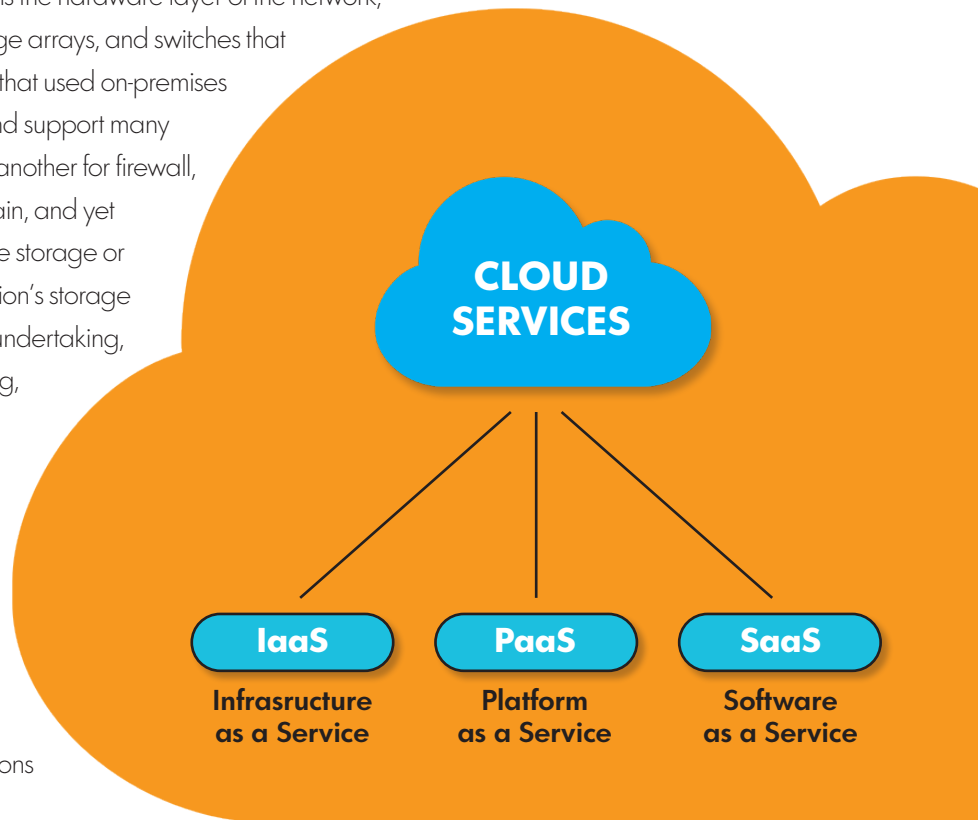 is the hardware layer of the network,
ge arrays, and switches that
that used on-premises
nd support many
another for firewall,
ain, and yet
e storage or
tion's storage
undertaking,
g,
ons
CLOUD
SERVICES
IaaS
Infrasructure
as a Service
PaaS
Platform
as a Service
SaaS
Software
as a Service